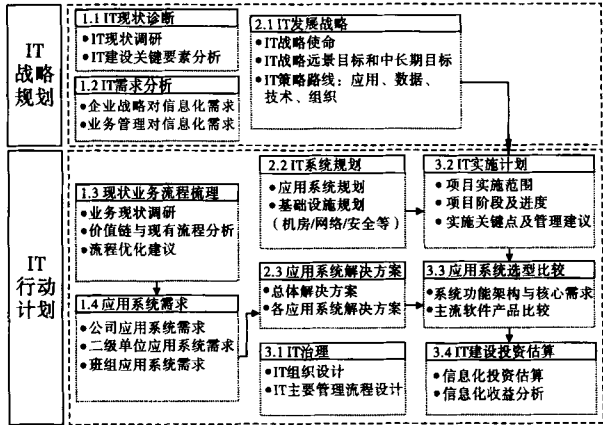 IT
战略
规划
1.1 IT现状诊断
●IT现状调研
●IT建设关键要素分析
1.2 IT需求分析
●企业战略对信息化需求
●业务管理对信息化需求
2.1 IT发展战略
●IT战略使命
●IT战略远景目标和中长期目标
●IT策略路线：应用、数据、
技术、组织
IT
行动
计划
1.3 现状业务流程梳理
●业务现状调研
●价值链与现有流程分析
●流程优化建议
1.4 应用系统需求
●公司应用系统需求
●二级单位应用系统需求
●班组应用系统需求
2.2 IT系统规划
●应用系统规划
●基础设施规划
（机房/网络/安全等）
2.3 应用系统解决方案
●总体解决方案
●各应用系统解决方案
3.1 IT治理
●IT组织设计
●IT主要管理流程设计
3.2 IT实施计划
●项目实施范围
●项目阶段及进度
●实施关键点及管理建议
3.3 应用系统选型比较
●系统功能架构与核心需求
●主流软件产品比较
3.4 IT建设投资估算
●信息化投资估算
●信息化收益分析